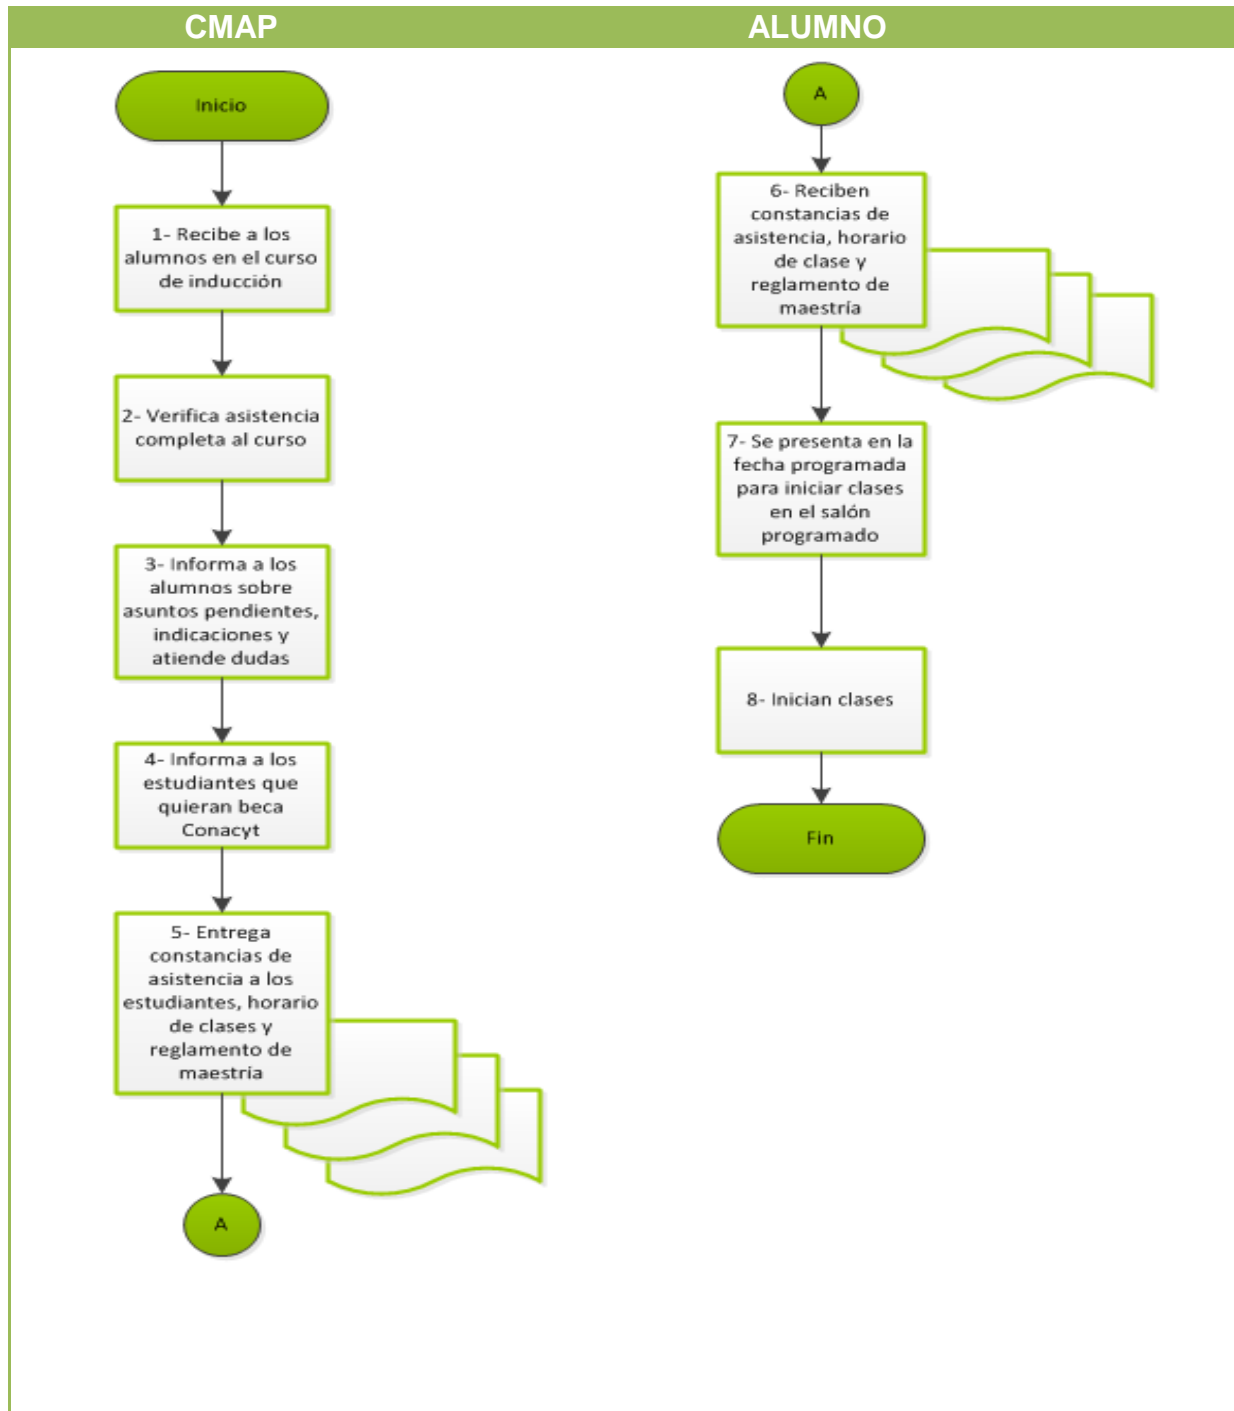 CMAP
ALUMNO
Inicio
1- Recibe a los
alumnos en el curso
de inducción
2- Verifica asistencia
completa al curso
3- Informa a los
alumnos sobre
asuntos pendientes,
indicaciones y
atiende dudas
4- Informa a los
estudiantes que
quieran beca
Conacyt
5- Entrega
constancias de
asistencia a los
estudiantes, horario
de clases y
reglamento de
maestría
A
A
6- Reciben
constancias de
asistencia, horario
de clase y
reglamento de
maestría
7- Se presenta en la
fecha programada
para iniciar clases
en el salón
programado
8- Inician clases
Fin